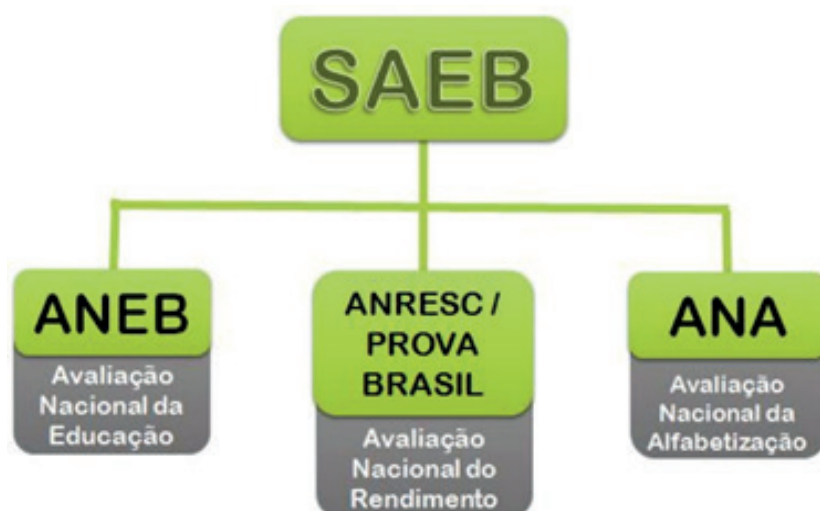 SAEB
ANEB
Avaliação
Nacional da
Educação
ANRESC /
PROVA
BRASIL
Avaliação
Nacional do
Rendimento
ANA
Avaliação
Nacional da
Alfabetização